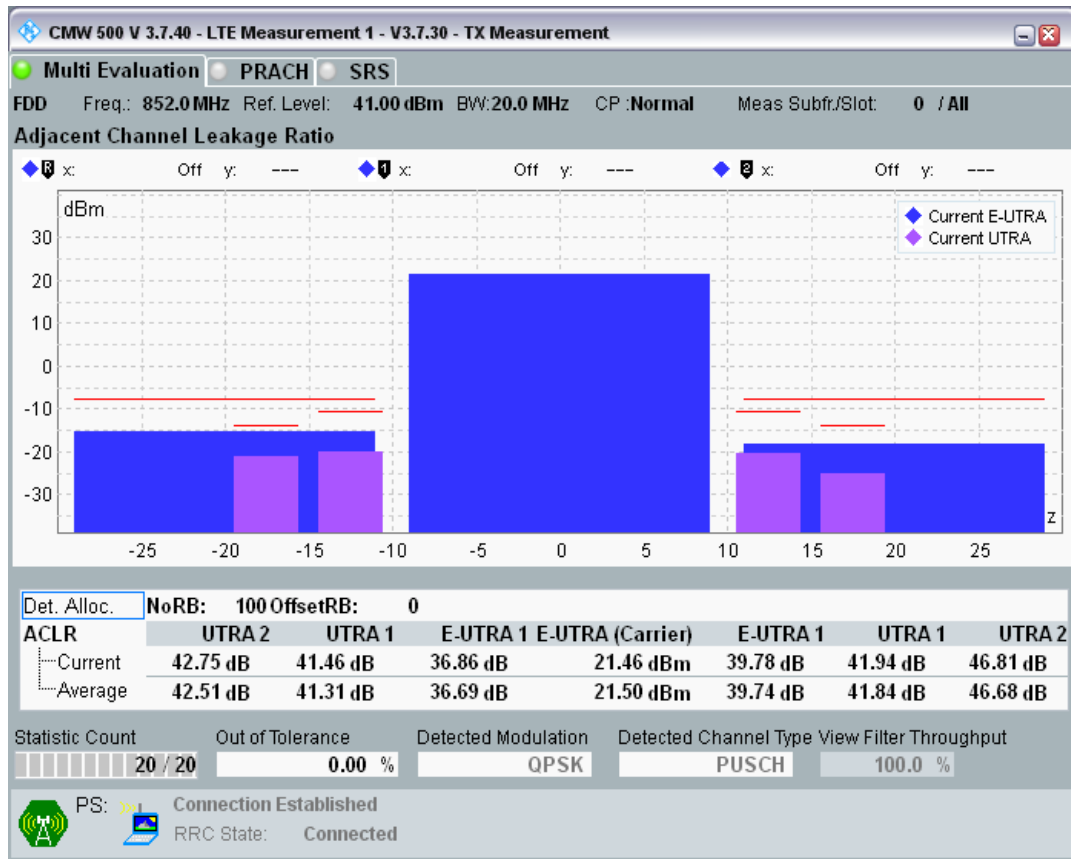 CMW 500 V 3.7.40 - LTE Measurement 1 - V3.7.30 - TX Measurement
Multi Evaluation PRACH SRS
FDD Freq.: 852.0 MHz Ref. Level: 41.00 dBm BW:20.0 MHz CP :Normal Meas Subfr./Slot: 0 / All
Adjacent Channel Leakage Ratio
R x: Off y: --- 1 x: Off y: --- 2 x: Off y: ---
dBm
Current E-UTRA
Current UTRA
30
20
10
0
-10
-20
-30
z
-25 -20 -15 -10 -5 0 5 10 15 20 25
Det. Alloc. NoRB: 100 OffsetRB: 0
ACLR UTRA 2 UTRA 1 E-UTRA 1 E-UTRA (Carrier) E-UTRA 1 UTRA 1 UTRA 2
Current 42.75 dB 41.46 dB 36.86 dB 21.46 dBm 39.78 dB 41.94 dB 46.81 dB
Average 42.51 dB 41.31 dB 36.69 dB 21.50 dBm 39.74 dB 41.84 dB 46.68 dB
Statistic Count Out of Tolerance Detected Modulation Detected Channel Type View Filter Throughput
20 / 20 0.00 % QPSK PUSCH 100.0 %
PS: Connection Established
RRC State: Connected